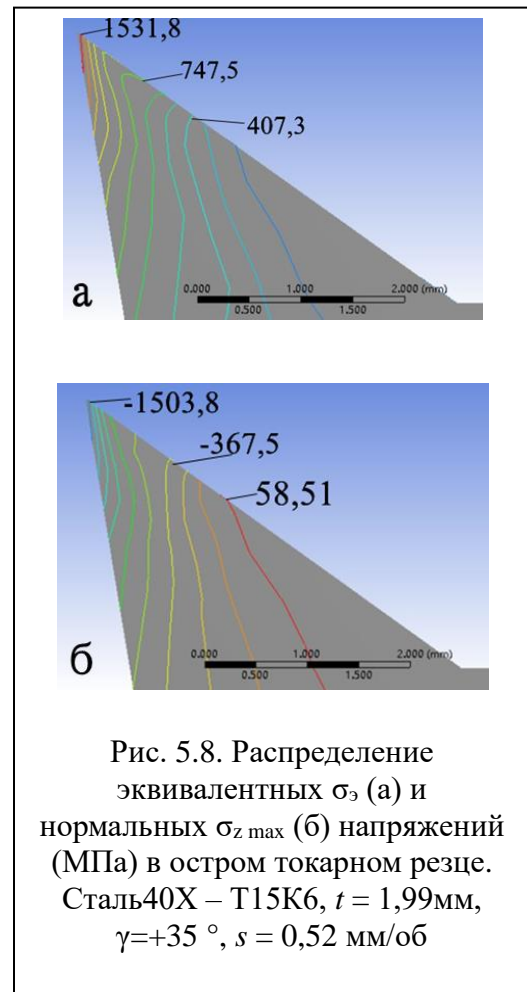 1531,8
747,5
407,3
а
0.000 1.000 2.000 (mm)
0.500 1.500
-1503,8
-367,5
58,51
б
0.000 1.000 2.000 (mm)
0.500 1.500
Рис. 5.8. Распределение
эквивалентных σэ (а) и
нормальных σz max (б) напряжений
(МПа) в остром токарном резце.
Сталь40Х – Т15К6, t = 1,99мм,
γ=+35 °, s = 0,52 мм/об